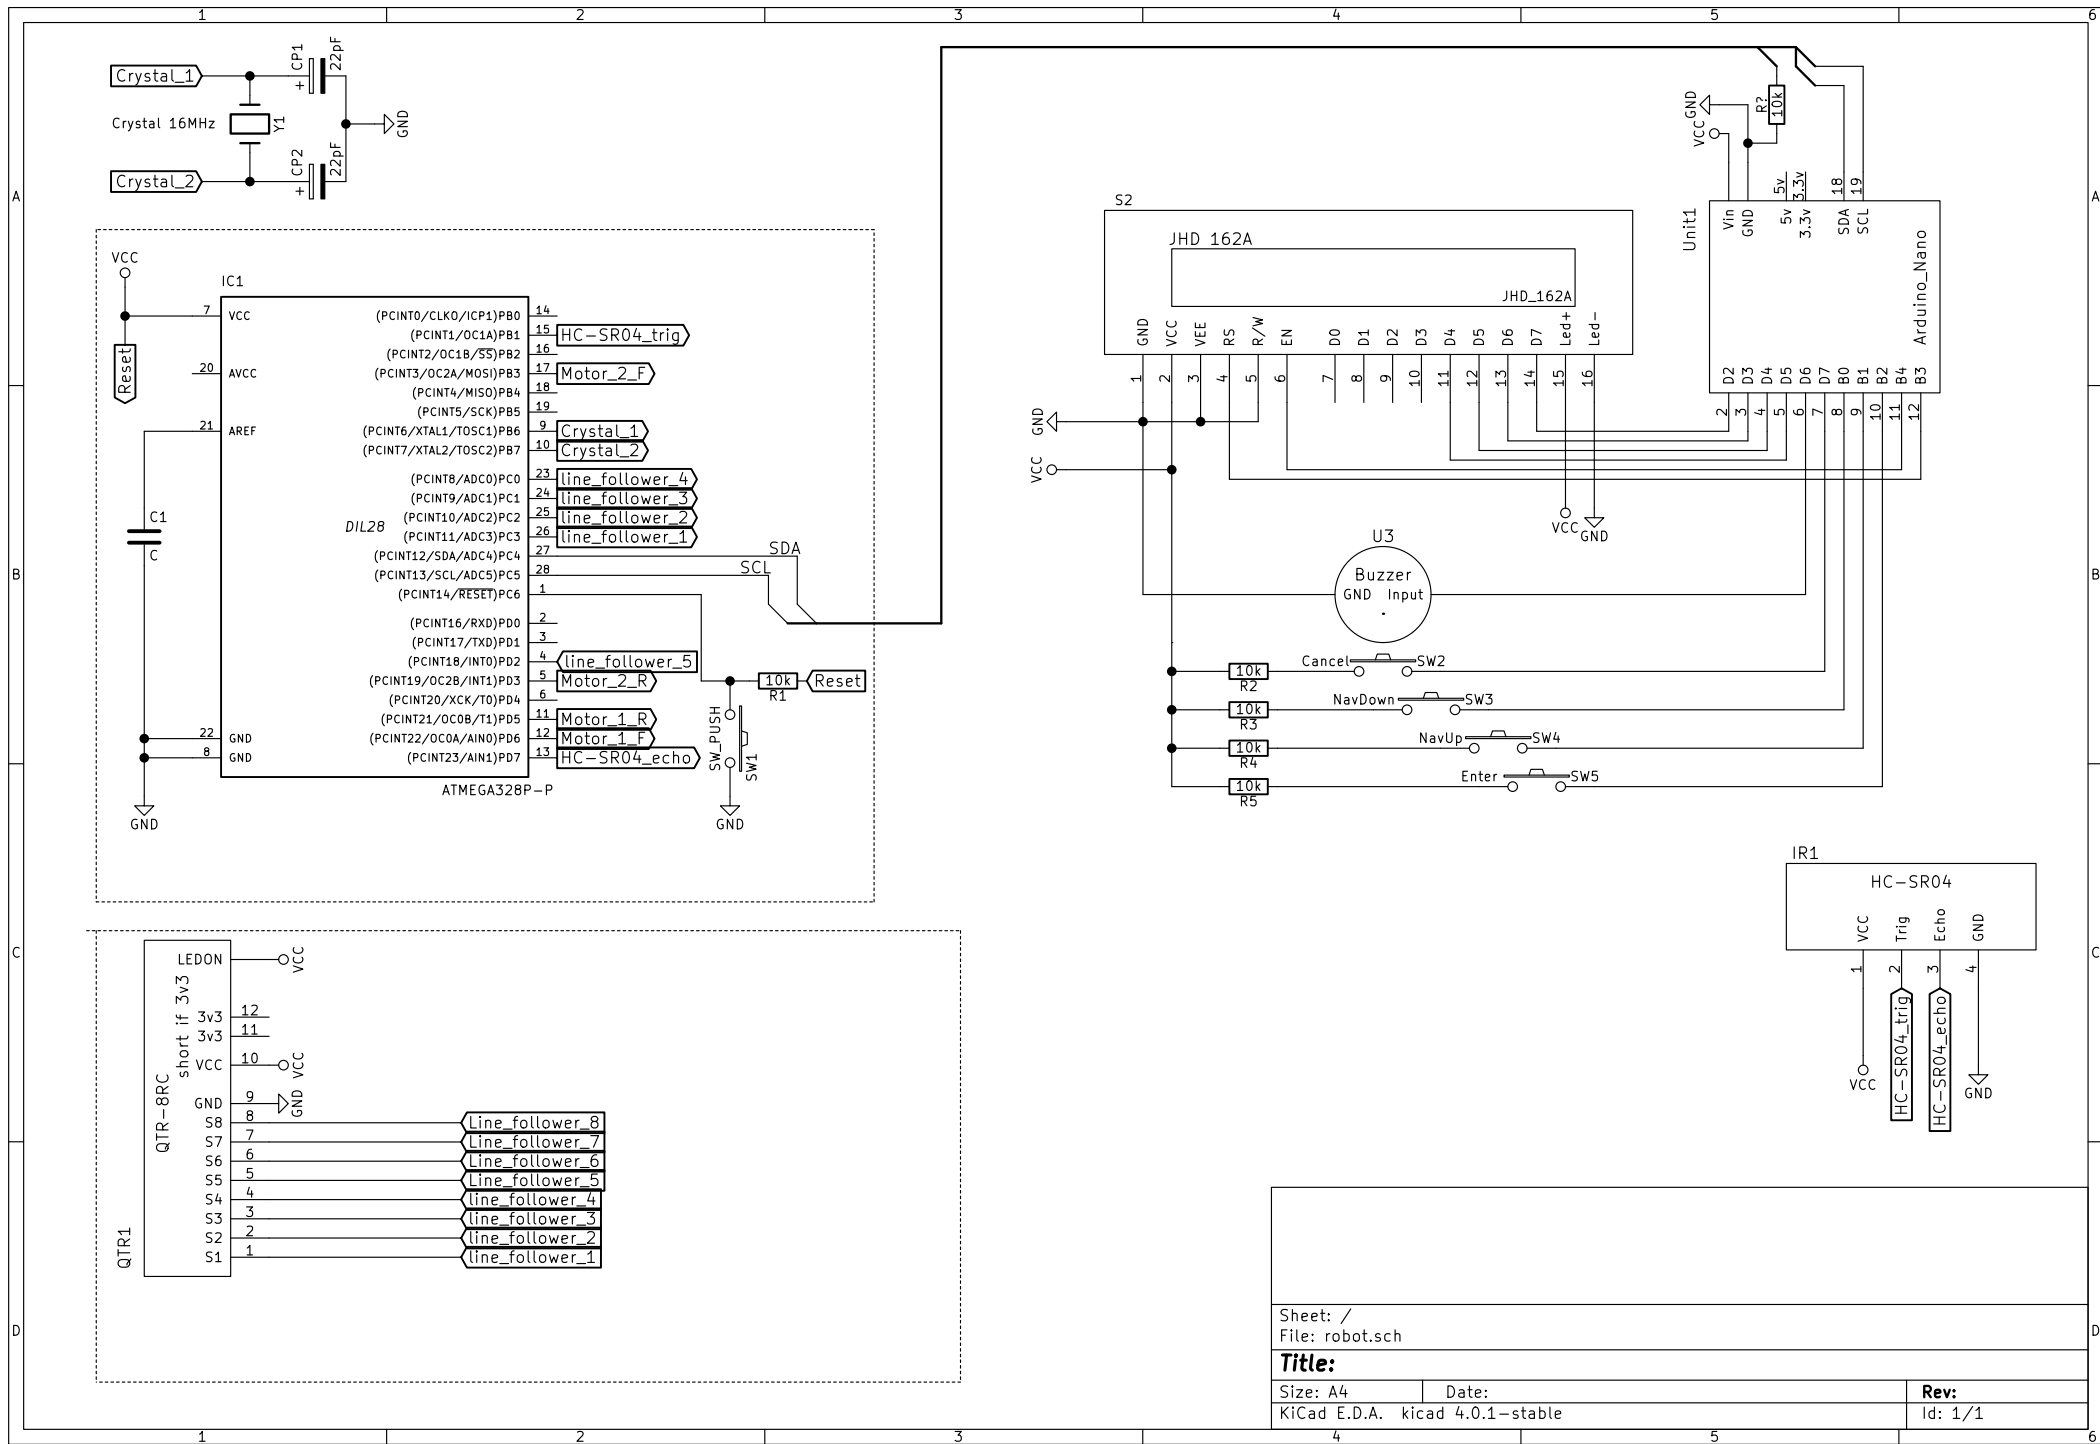 1 2 3 4 5 6
A
B
C
D
A
B
C
D
1 2 3 4 5 6
Crystal_1
Crystal 16MHz
Y1
Crystal_2
CP1
22pF
+
CP2
22pF
+
GND
VCC
Reset
IC1
7 VCC
20 AVCC
21 AREF
22 GND
8 GND
C1
C
GND
DIL28
ATMEGA328P-P
(PCINT0/CLKO/ICP1)PB0 14
(PCINT1/OC1A)PB1 15 HC-SR04_trig
(PCINT2/OC1B/SS)PB2 16
(PCINT3/OC2A/MOSI)PB3 17 Motor_2_F
(PCINT4/MISO)PB4 18
(PCINT5/SCK)PB5 19
(PCINT6/XTAL1/TOSC1)PB6 9 Crystal_1
(PCINT7/XTAL2/TOSC2)PB7 10 Crystal_2
(PCINT8/ADC0)PC0 23 line_follower_4
(PCINT9/ADC1)PC1 24 line_follower_3
(PCINT10/ADC2)PC2 25 line_follower_2
(PCINT11/ADC3)PC3 26 line_follower_1
(PCINT12/SDA/ADC4)PC4 27 SDA
(PCINT13/SCL/ADC5)PC5 28 SCL
(PCINT14/RESET)PC6 1
(PCINT16/RXD)PD0 2
(PCINT17/TXD)PD1 3
(PCINT18/INT0)PD2 4 line_follower_5
(PCINT19/OC2B/INT1)PD3 5 Motor_2_R
(PCINT20/XCK/T0)PD4 6
(PCINT21/OC0B/T1)PD5 11 Motor_1_R
(PCINT22/OC0A/AIN0)PD6 12 Motor_1_F
(PCINT23/AIN1)PD7 13 HC-SR04_echo
10k
R1
Reset
SW_PUSH
SW1
GND
S2
JHD 162A
JHD_162A
GND VCC VEE RS R/W EN D0 D1 D2 D3 D4 D5 D6 D7 Led+ Led-
1 2 3 4 5 6 7 8 9 10 11 12 13 14 15 16
GND
VCC
VCC
GND
GND
VCC
R?
10k
5v
3.3v
18
19
Unit1
Vin GND 5v 3.3v SDA SCL
Arduino_Nano
D2 D3 D4 D5 D6 D7 B0 B1 B2 B4 B3
2 3 4 5 6 7 8 9 10 11 12
U3
Buzzer
GND Input
10k
R2
Cancel
SW2
10k
R3
NavDown
SW3
10k
R4
NavUp
SW4
10k
R5
Enter
SW5
IR1
HC-SR04
VCC Trig Echo GND
1 2 3 4
VCC
HC-SR04_trig
HC-SR04_echo
GND
QTR1
QTR-8RC
short if 3v3
LEDON VCC
3v3 12
3v3 11
VCC 10 VCC
GND 9 GND
S8 8 Line_follower_8
S7 7 Line_follower_7
S6 6 Line_follower_6
S5 5 Line_follower_5
S4 4 line_follower_4
S3 3 line_follower_3
S2 2 line_follower_2
S1 1 line_follower_1
Sheet: /
File: robot.sch
Title:
Size: A4 Date: Rev:
KiCad E.D.A. kicad 4.0.1-stable Id: 1/1